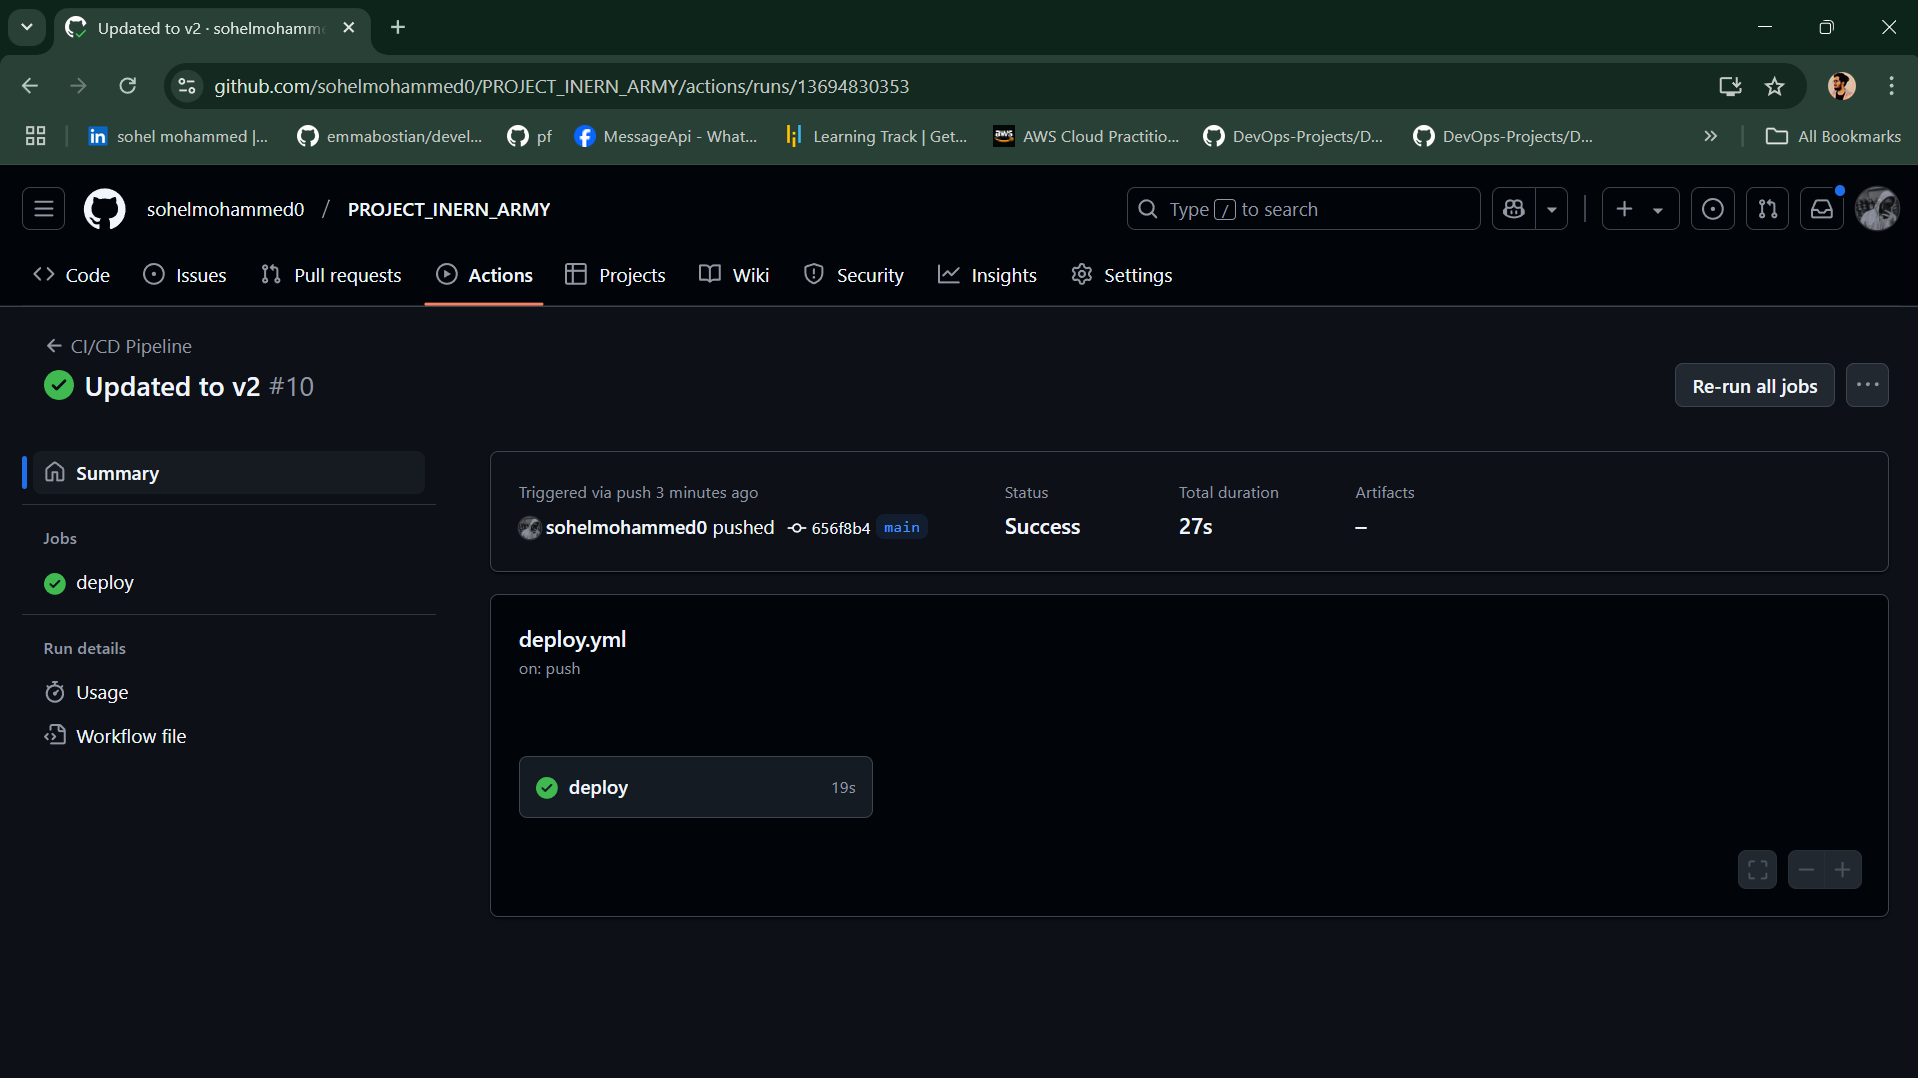 Updated to v2 · sohelmohamme
github.com/sohelmohammed0/PROJECT_INERN_ARMY/actions/runs/13694830353
in sohel mohammed |...
emmabostian/devel...
pf
MessageApi - What...
Learning Track | Get...
aws AWS Cloud Practitio...
DevOps-Projects/D...
DevOps-Projects/D...
All Bookmarks
sohelmohammed0 / PROJECT_INERN_ARMY
Type / to search
Code
Issues
Pull requests
Actions
Projects
Wiki
Security
Insights
Settings
CI/CD Pipeline
Updated to v2 #10
Re-run all jobs
Summary
Jobs
deploy
Run details
Usage
Workflow file
Triggered via push 3 minutes ago
sohelmohammed0 pushed 656f8b4 main
Status
Success
Total duration
27s
Artifacts
–
deploy.yml
on: push
deploy 19s